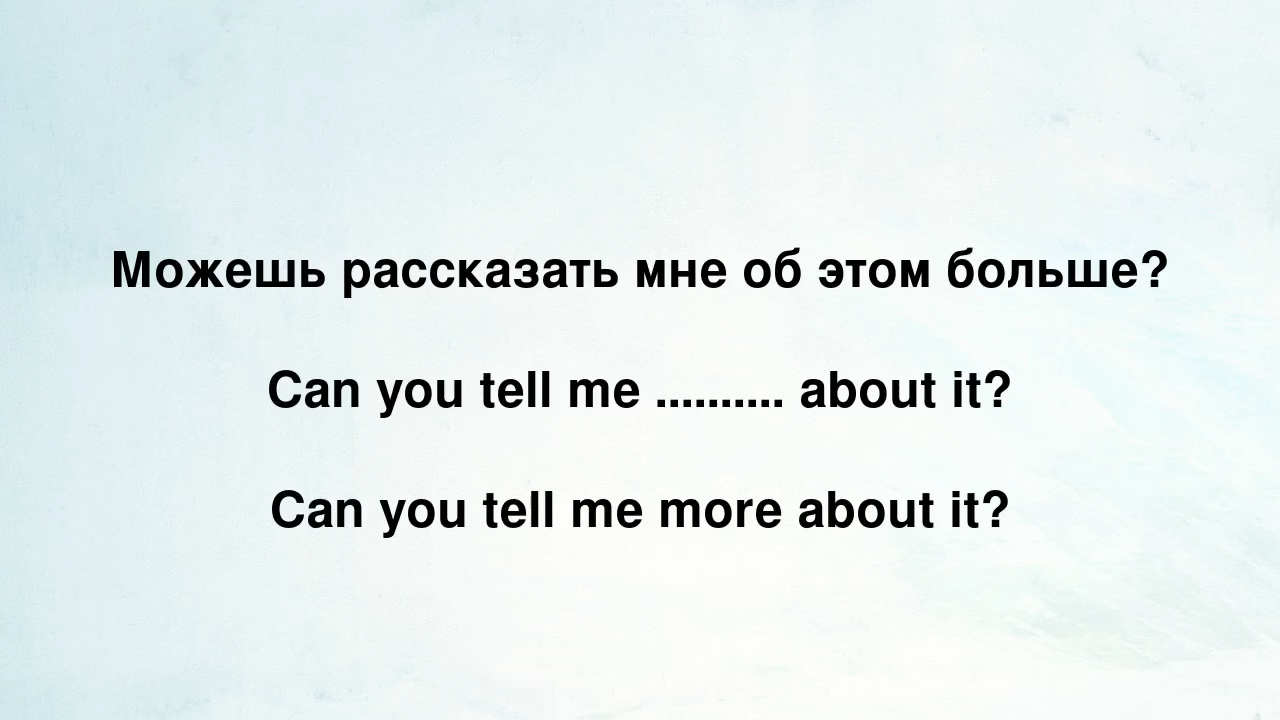 Можешь рассказать мне об этом больше?
Can you tell me .......... about it?
Can you tell me more about it?